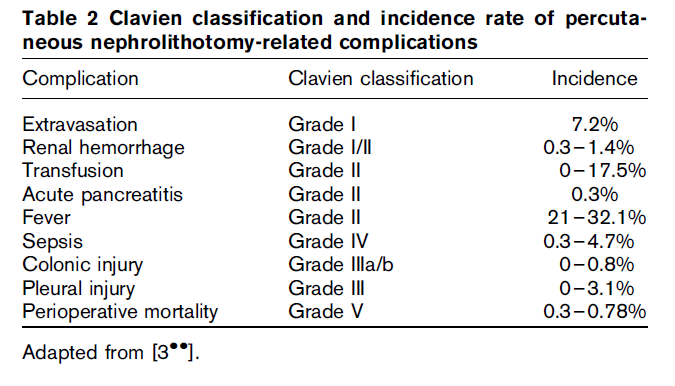 Table 2 Clavien classification and incidence rate of percuta-
neous nephrolithotomy-related complications
Complication Clavien classification Incidence
Extravasation Grade I 7.2%
Renal hemorrhage Grade I/II 0.3–1.4%
Transfusion Grade II 0–17.5%
Acute pancreatitis Grade II 0.3%
Fever Grade II 21–32.1%
Sepsis Grade IV 0.3–4.7%
Colonic injury Grade IIIa/b 0–0.8%
Pleural injury Grade III 0–3.1%
Perioperative mortality Grade V 0.3–0.78%
Adapted from [3••].